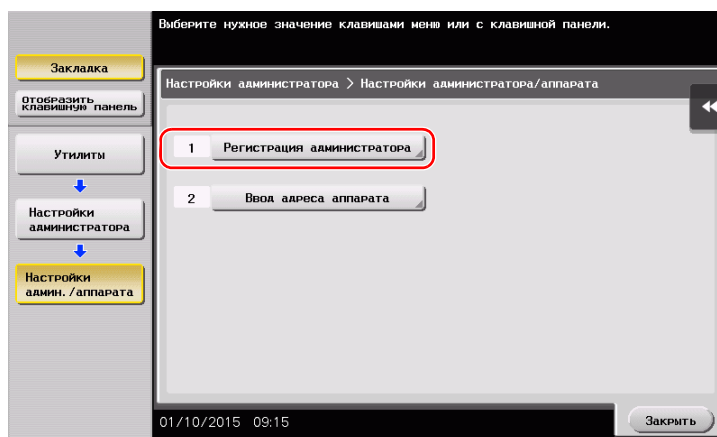 Выберите нужное значение клавишами меню или с клавишной панели.
Закладка
Отобразить
клавишную панель
Утилиты
Настройки
администратора
Настройки
админ./аппарата
Настройки администратора > Настройки администратора/аппарата
1 Регистрация администратора
2 Ввод адреса аппарата
01/10/2015 09:15
Закрыть